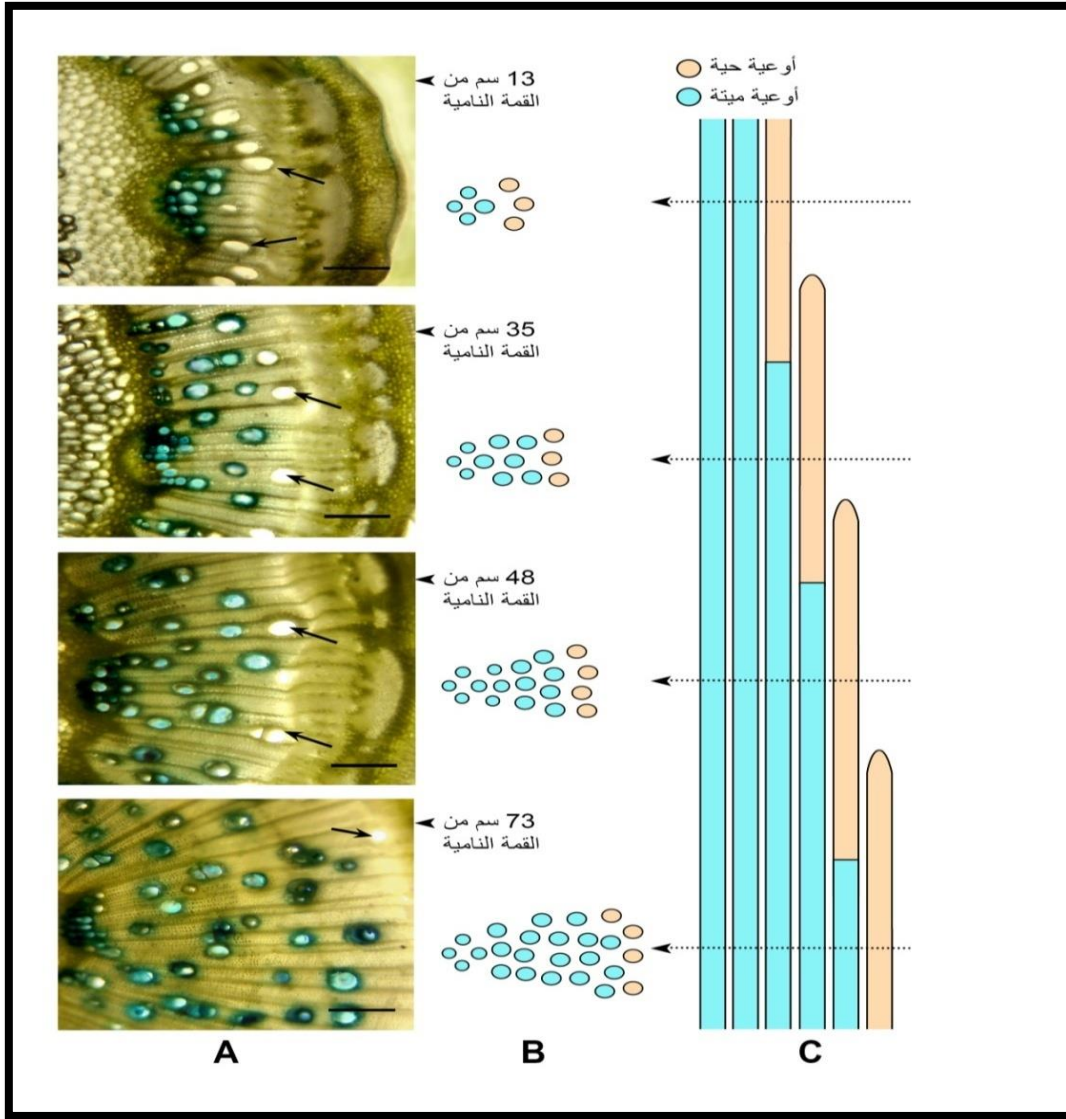 أوعية حية
أوعية ميتة
13 سم من
القمة النامية
35 سم من
القمة النامية
48 سم من
القمة النامية
73 سم من
القمة النامية
A
B
C